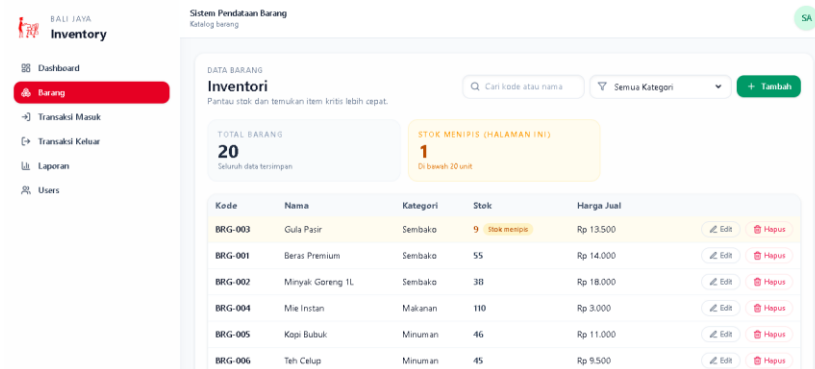 BALI JAYA
Inventory
Dashboard
Barang
Transaksi Masuk
Transaksi Keluar
Laporan
Users
Sistem Pendataan Barang
Katalog barang
SA
DATA BARANG
Inventori
Pantau stok dan temukan item kritis lebih cepat.
Cari kode atau nama
Semua Kategori
+ Tambah
TOTAL BARANG
20
Seluruh data tersimpan
STOK MENIPIS (HALAMAN INI)
1
Di bawah 20 unit
Kode Nama Kategori Stok Harga Jual
BRG-003 Gula Pasir Sembako 9 Stok menipis Rp 13.500 Edit Hapus
BRG-001 Beras Premium Sembako 55 Rp 14.000 Edit Hapus
BRG-002 Minyak Goreng 1L Sembako 38 Rp 18.000 Edit Hapus
BRG-004 Mie Instan Makanan 110 Rp 3.000 Edit Hapus
BRG-005 Kopi Bubuk Minuman 46 Rp 11.000 Edit Hapus
BRG-006 Teh Celup Minuman 45 Rp 9.500 Edit Hapus